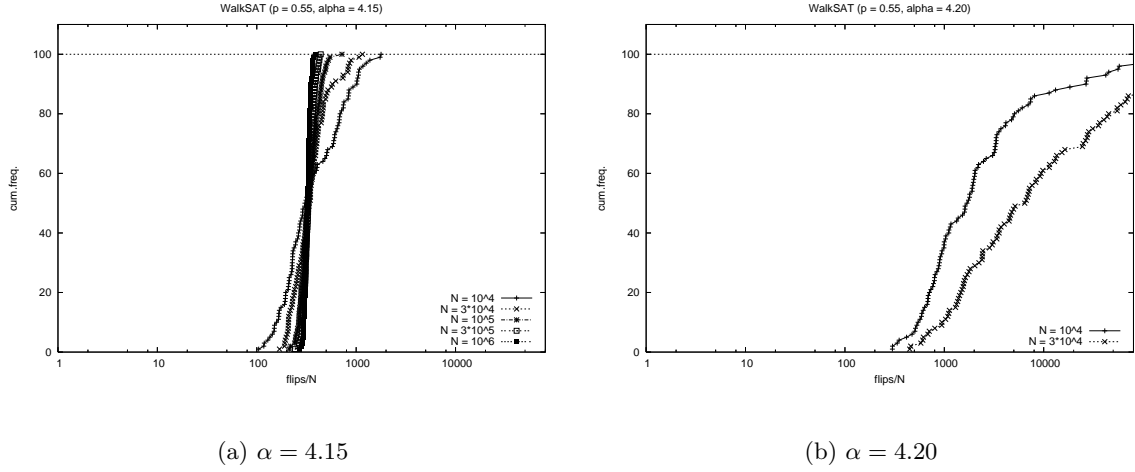 WalkSAT (p = 0.55, alpha = 4.15)
100
80
60
40
20
0
cum.freq.
N = 10^4
N = 3*10^4
N = 10^5
N = 3*10^5
N = 10^6
1
10
100
1000
10000
flips/N
(a) α = 4.15
WalkSAT (p = 0.55, alpha = 4.20)
100
80
60
40
20
0
cum.freq.
N = 10^4
N = 3*10^4
1
10
100
1000
10000
flips/N
(b) α = 4.20